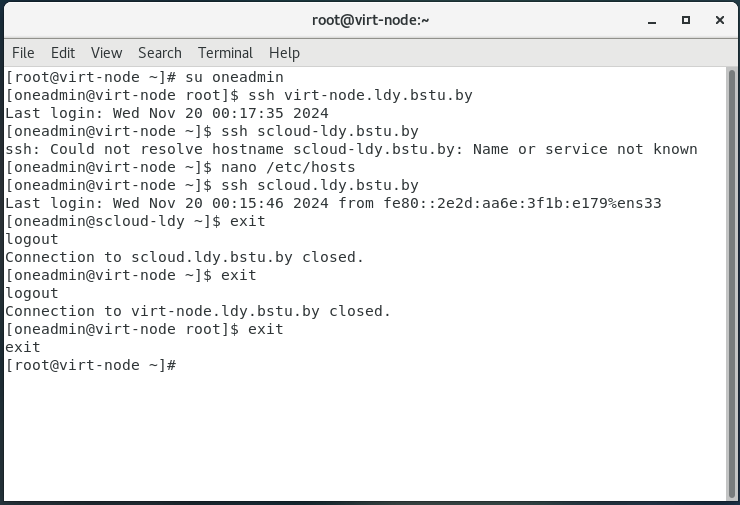 root@virt-node:~
File Edit View Search Terminal Help
[root@virt-node ~]# su oneadmin
[oneadmin@virt-node root]$ ssh virt-node.ldy.bstu.by
Last login: Wed Nov 20 00:17:35 2024
[oneadmin@virt-node ~]$ ssh scloud-ldy.bstu.by
ssh: Could not resolve hostname scloud-ldy.bstu.by: Name or service not known
[oneadmin@virt-node ~]$ nano /etc/hosts
[oneadmin@virt-node ~]$ ssh scloud.ldy.bstu.by
Last login: Wed Nov 20 00:15:46 2024 from fe80::2e2d:aa6e:3f1b:e179%ens33
[oneadmin@scloud-ldy ~]$ exit
logout
Connection to scloud.ldy.bstu.by closed.
[oneadmin@virt-node ~]$ exit
logout
Connection to virt-node.ldy.bstu.by closed.
[oneadmin@virt-node root]$ exit
exit
[root@virt-node ~]#